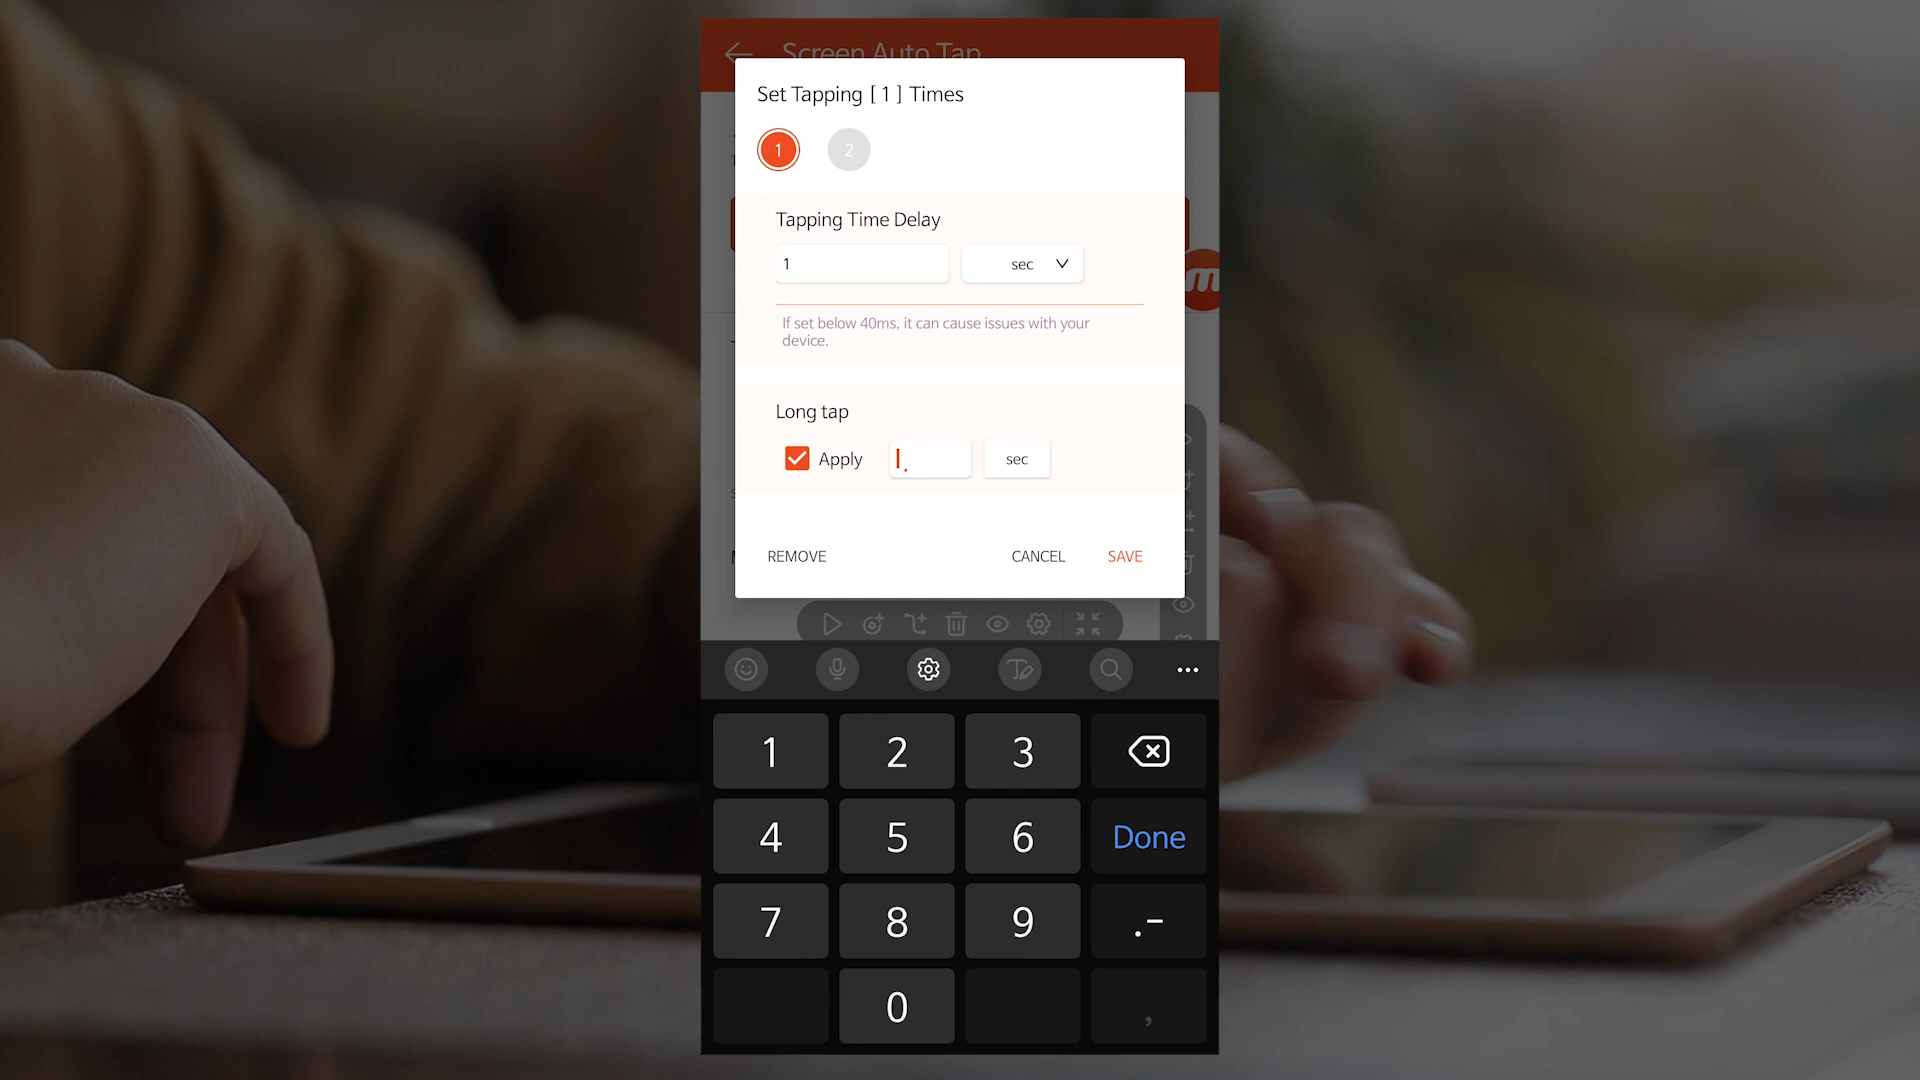 Screen Auto Tap
Set Tapping [ 1 ] Times
1 2
Tapping Time Delay
1 sec
If set below 40ms, it can cause issues with your
device.
Long tap
Apply . sec
REMOVE CANCEL SAVE
1 2 3
4 5 6 Done
7 8 9 .-
0 ,